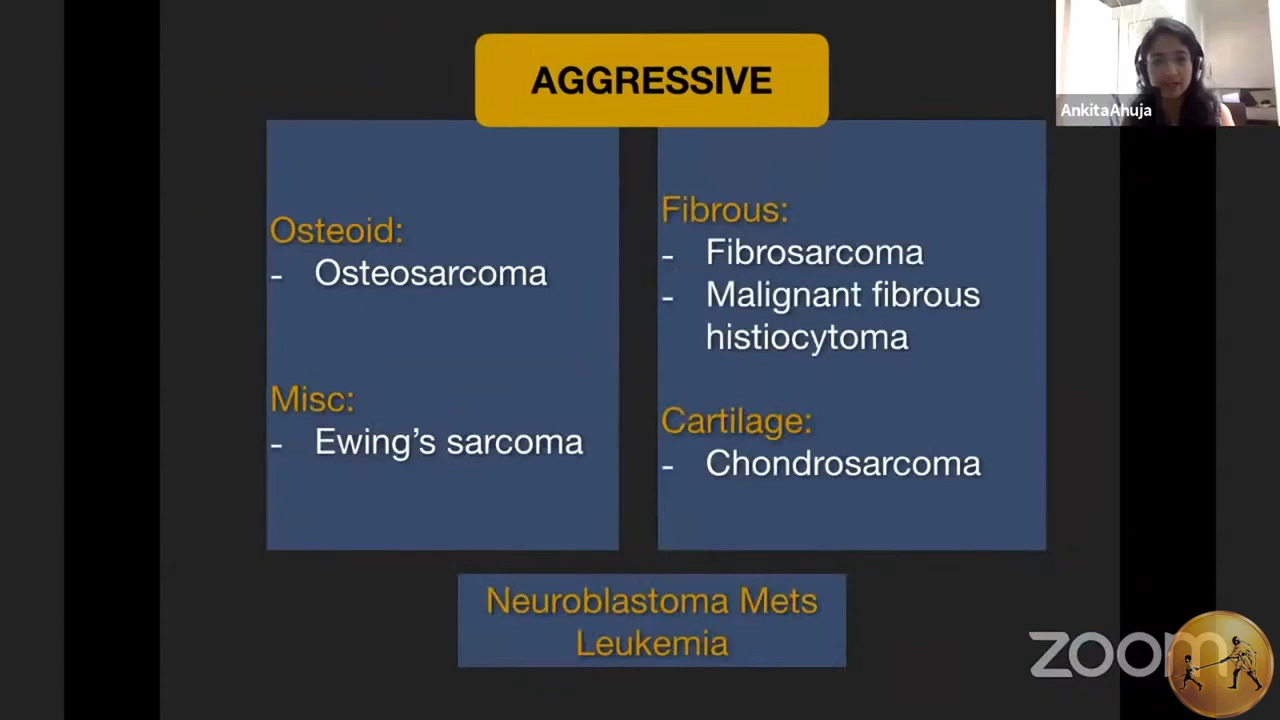 AGGRESSIVE
AnkitaAhuja
Osteoid:
- Osteosarcoma
Misc:
- Ewing’s sarcoma
Fibrous:
- Fibrosarcoma
- Malignant fibrous
histiocytoma
Cartilage:
- Chondrosarcoma
Neuroblastoma Mets
Leukemia
zoom